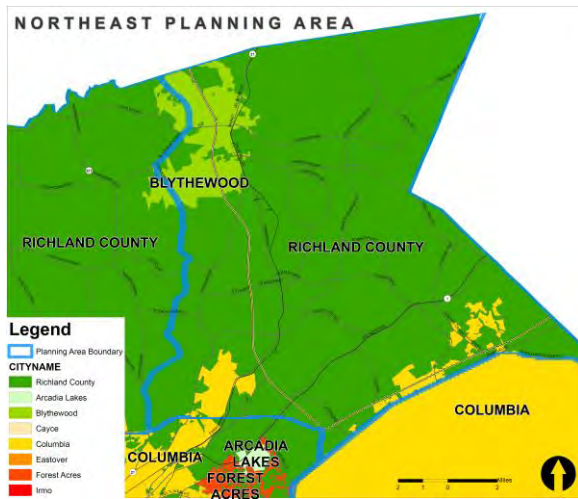 NORTHEAST PLANNING AREA
BLYTHEWOOD
RICHLAND COUNTY
RICHLAND COUNTY
Legend
Planning Area Boundary
CITYNAME
Richland County
Arcadia Lakes
Blythewood
Cayce
Columbia
Eastover
Forest Acres
Irmo
COLUMBIA
COLUMBIA
ARCADIA
LAKES
FOREST
ACRES
Miles